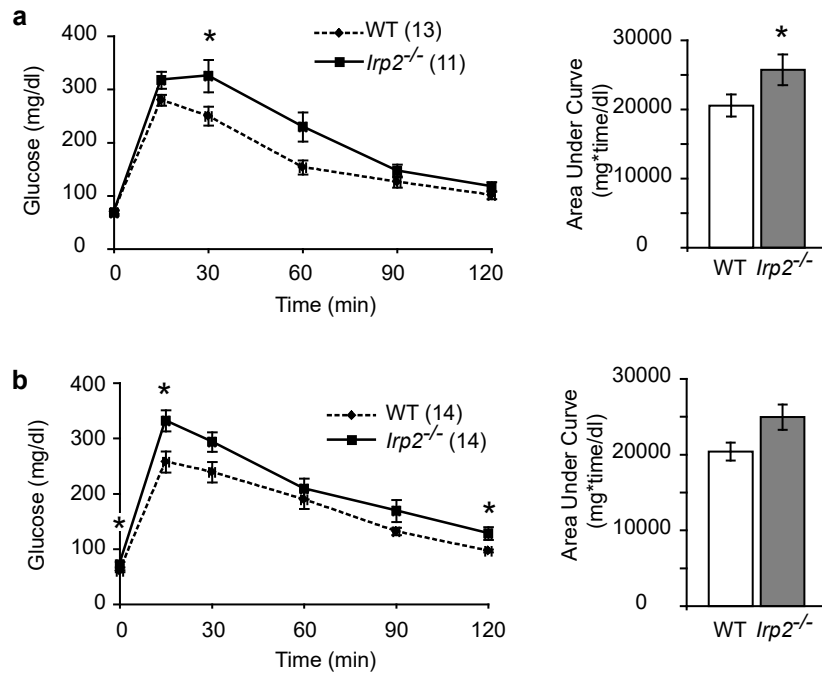 a
WT (13)
Irp2-/- (11)
*
400
300
200
100
0
Glucose (mg/dl)
0 30 60 90 120
Time (min)
*
30000
20000
10000
0
Area Under Curve
(mg*time/dl)
WT Irp2-/-
b
WT (14)
Irp2-/- (14)
*
*
*
400
300
200
100
0
Glucose (mg/dl)
0 30 60 90 120
Time (min)
30000
20000
10000
0
Area Under Curve
(mg*time/dl)
WT Irp2-/-